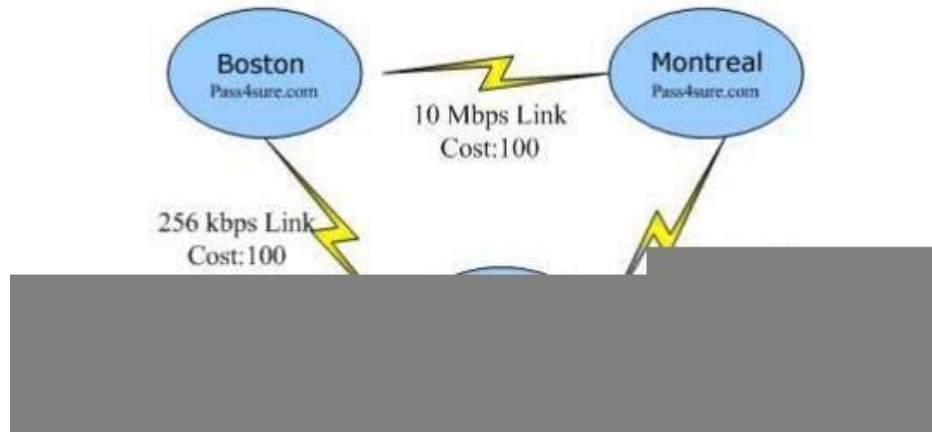 Boston
Pass4sure.com
Montreal
Pass4sure.com
10 Mbps Link
Cost:100
256 kbps Link
Cost:100